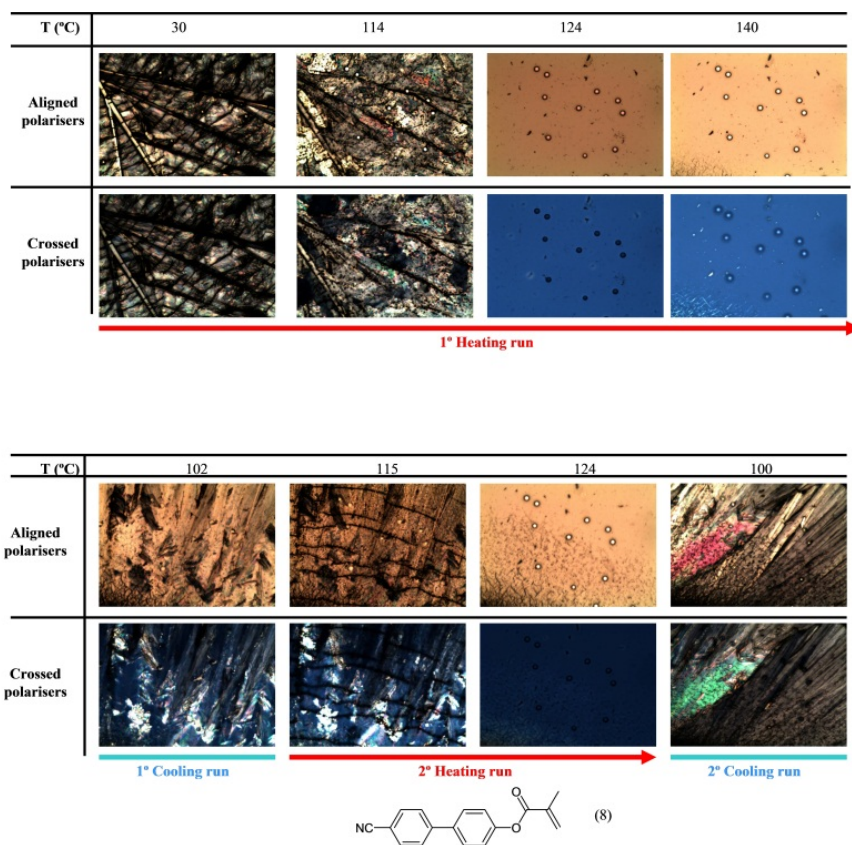 T (ºC) 30 114 124 140
Aligned
polarisers
Crossed
polarisers
1º Heating run
T (ºC) 102 115 124 100
Aligned
polarisers
Crossed
polarisers
1º Cooling run 2º Heating run 2º Cooling run
NC O O (8)